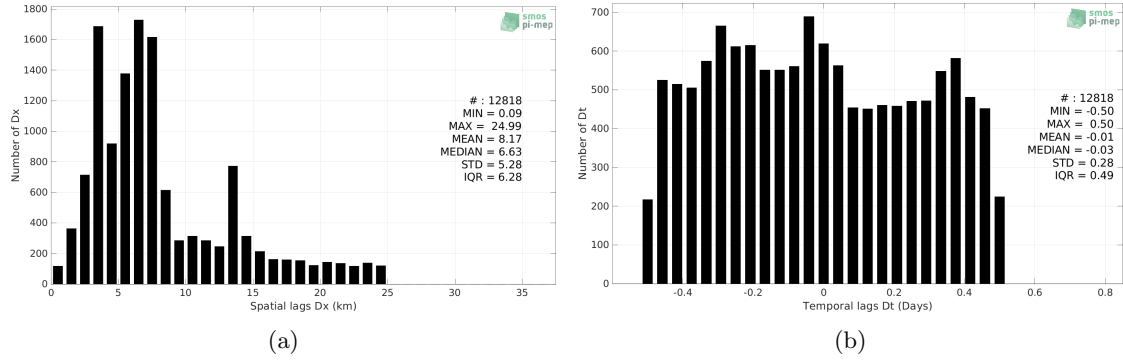 1800
1600
1400
1200
1000
800
600
400
200
0
Number of Dx
0 5 10 15 20 25 30 35
Spatial lags Dx (km)
smos
pi-mep
# : 12818
MIN = 0.09
MAX = 24.99
MEAN = 8.17
MEDIAN = 6.63
STD = 5.28
IQR = 6.28
(a)
700
600
500
400
300
200
100
0
Number of Dt
-0.4 -0.2 0 0.2 0.4 0.6 0.8
Temporal lags Dt (Days)
smos
pi-mep
# : 12818
MIN = -0.50
MAX = 0.50
MEAN = -0.01
MEDIAN = -0.03
STD = 0.28
IQR = 0.49
(b)